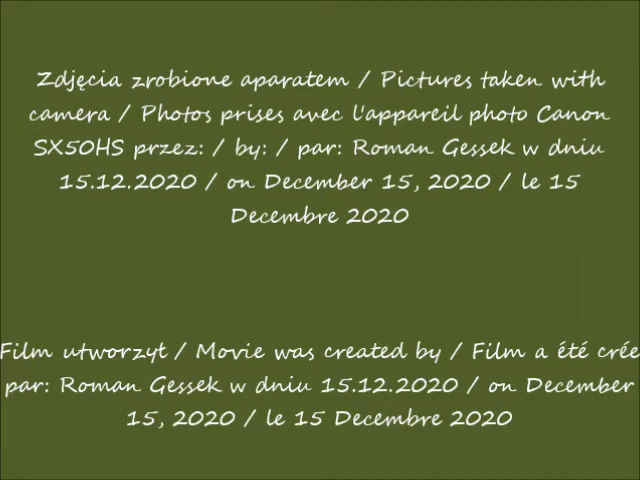 Zdjęcia zrobione aparatem / Pictures taken with
camera / Photos prises avec l'appareil photo Canon
SX50HS przez: / by: / par: Roman Gessek w dniu
15.12.2020 / on December 15, 2020 / le 15
Decembre 2020
Film utworzył / Movie was created by / Film a été crée
par: Roman Gessek w dniu 15.12.2020 / on December
15, 2020 / le 15 Decembre 2020